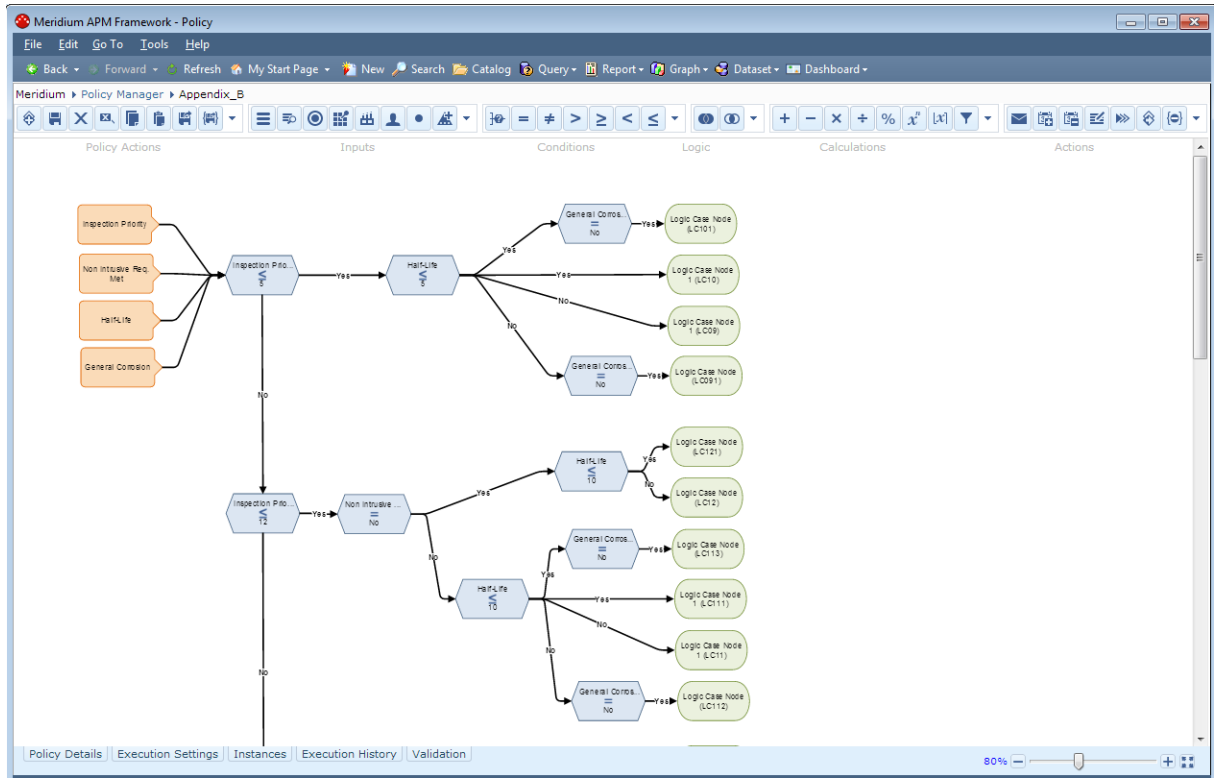 Meridium APM Framework - Policy
File Edit Go To Tools Help
Back Forward Refresh My Start Page New Search Catalog Query Report Graph Dataset Dashboard
Meridium Policy Manager Appendix_B
Policy Actions Inputs Conditions Logic Calculations Actions
Inspection Priority
Non Intrusive Req.
Met
Half-Life
General Corrosion
Inspection Prio...
≤
5
Yes
Half-Life
≤
5
Yes
General Corros...
=
No
Yes
Logic Case Node
(LC101)
Yes
Logic Case Node
1 (LC10)
No
Logic Case Node
1 (LC09)
No
General Corros...
=
No
Yes
Logic Case Node
(LC091)
No
Inspection Prio...
≤
12
Yes
Non Intrusive ...
=
No
Yes
Half-Life
≤
10
Yes
Logic Case Node
(LC121)
No
Logic Case Node
(LC12)
No
Half-Life
≤
10
Yes
General Corros...
=
No
Yes
Logic Case Node
(LC113)
Yes
Logic Case Node
1 (LC111)
No
Logic Case Node
1 (LC11)
No
General Corros...
=
No
Yes
Logic Case Node
(LC112)
No
Policy Details Execution Settings Instances Execution History Validation
80%